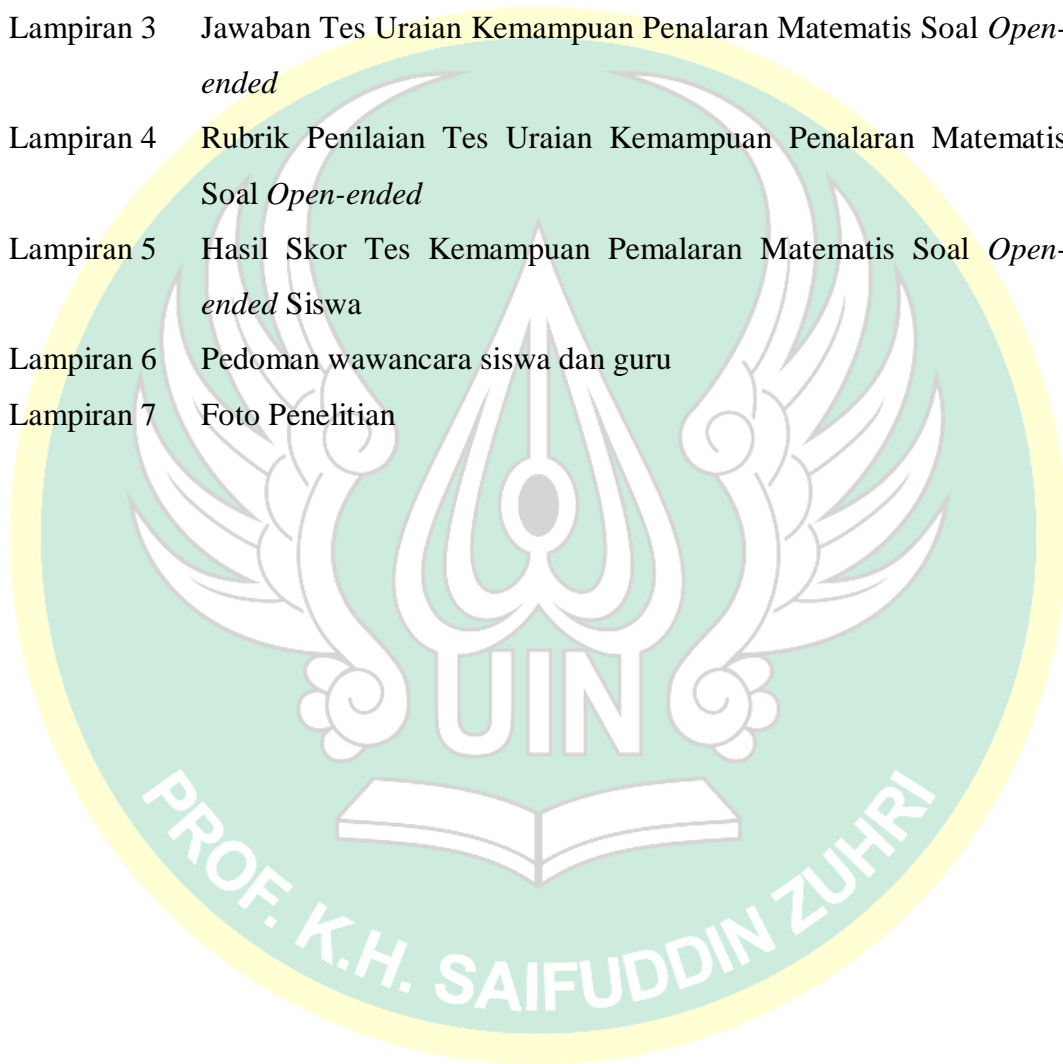 Lampiran 3 Jawaban Tes Uraian Kemampuan Penalaran Matematis Soal Open-
ended
Lampiran 4 Rubrik Penilaian Tes Uraian Kemampuan Penalaran Matematis
Soal Open-ended
Lampiran 5 Hasil Skor Tes Kemampuan Pemalaran Matematis Soal Open-
ended Siswa
Lampiran 6 Pedoman wawancara siswa dan guru
Lampiran 7 Foto Penelitian
UIN
PROF. K.H. SAIFUDDIN ZUHRI